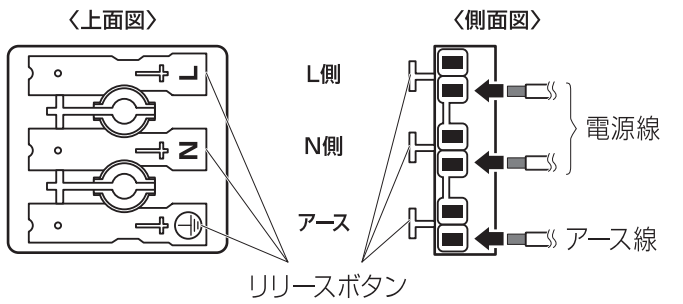 〈上面図〉
〈側面図〉
L
L側
N
N側
電源線
アース
アース線
リリースボタン